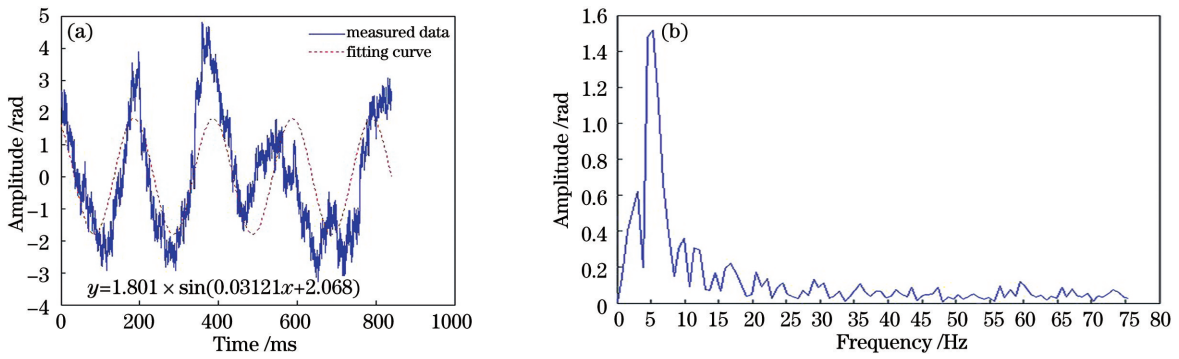 (a)
measured data
fitting curve
Amplitude /rad
5
4
3
2
1
0
−1
−2
−3
−4
y=1.801 × sin(0.03121x+2.068)
0 200 400 600 800 1000
Time /ms
(b)
Amplitude /rad
1.6
1.4
1.2
1.0
0.8
0.6
0.4
0.2
0
0 5 10 15 20 25 30 35 40 45 50 55 60 65 70 75 80
Frequency /Hz